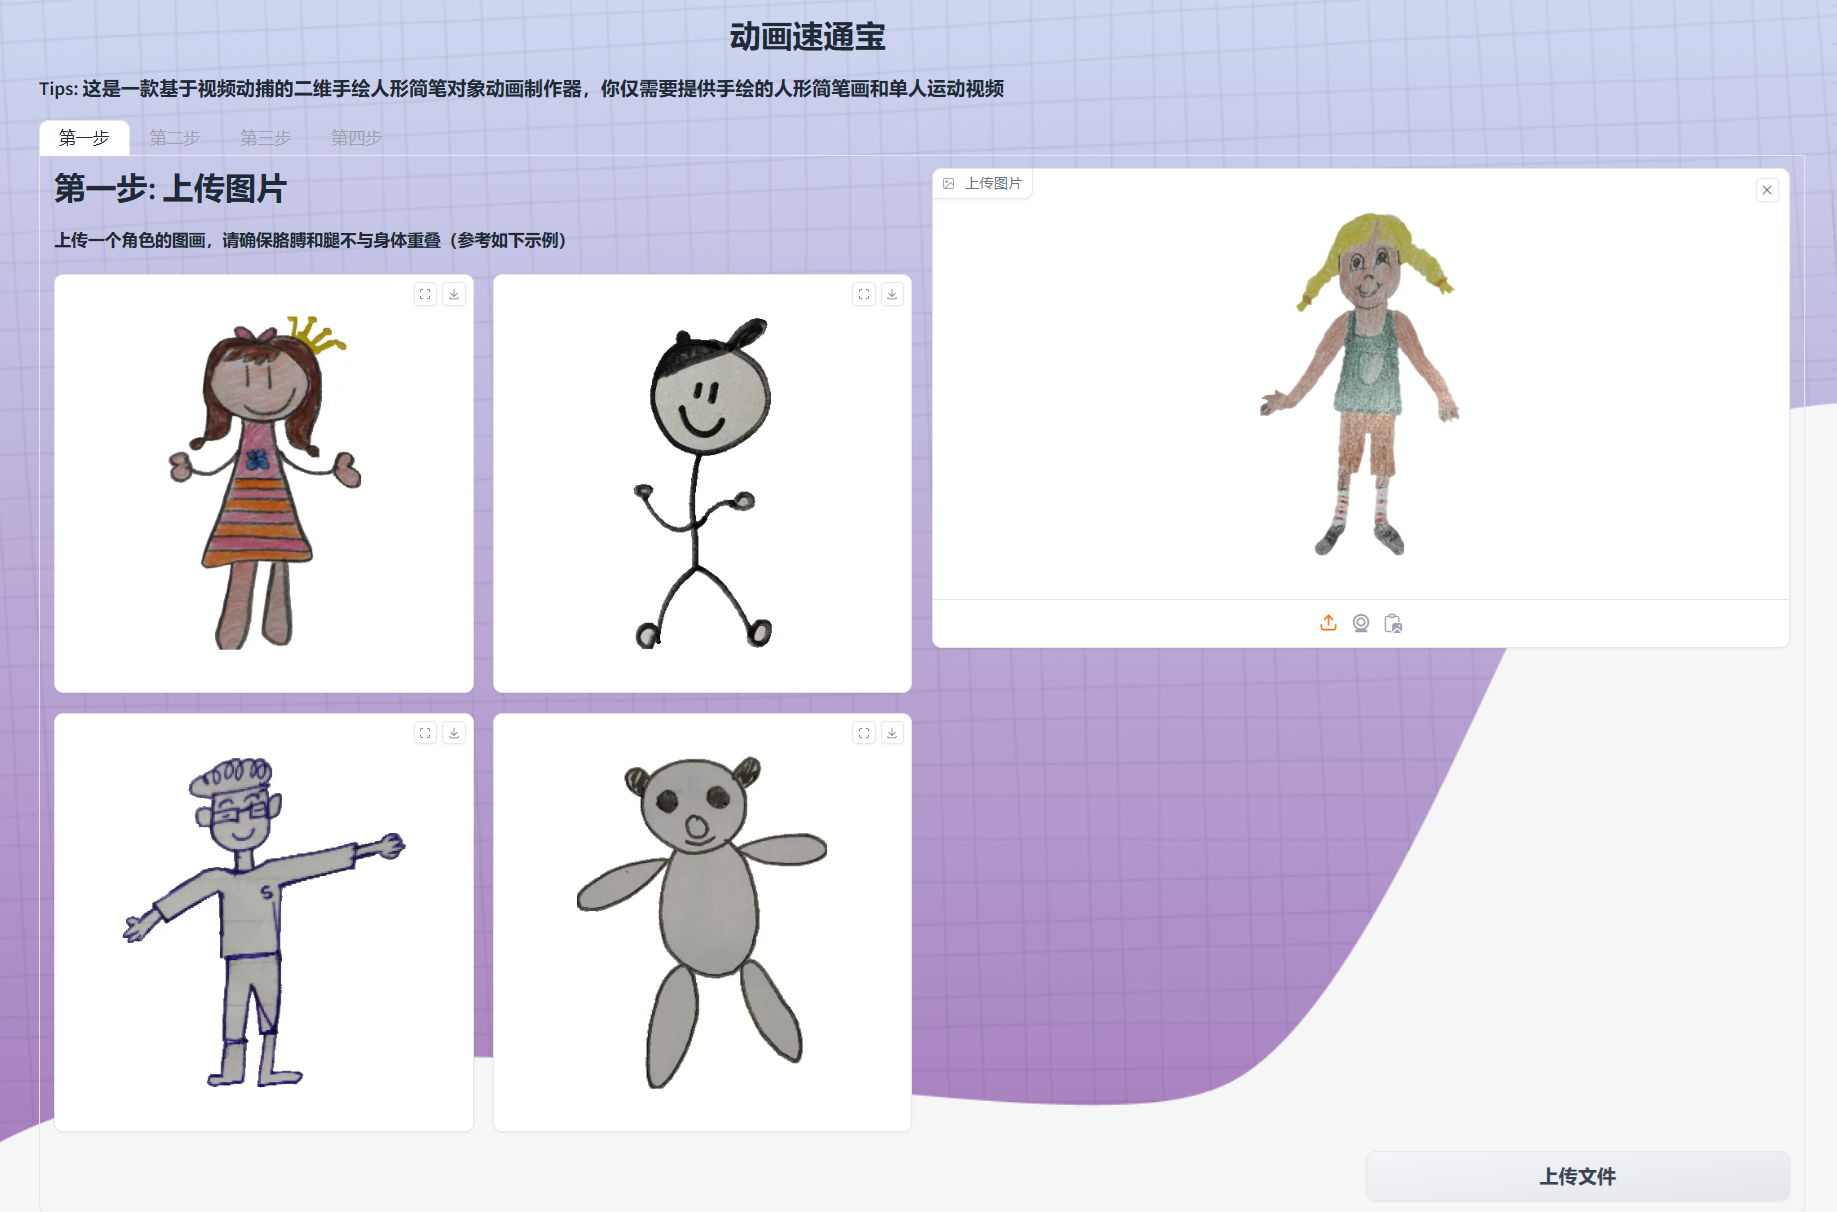 动画速通宝
Tips: 这是一款基于视频动捕的二维手绘人形简笔对象动画制作器，你仅需要提供手绘的人形简笔画和单人运动视频
第一步 第二步 第三步 第四步
第一步: 上传图片
上传一个角色的图画，请确保胳膊和腿不与身体重叠（参考如下示例）
上传图片
S
上传文件